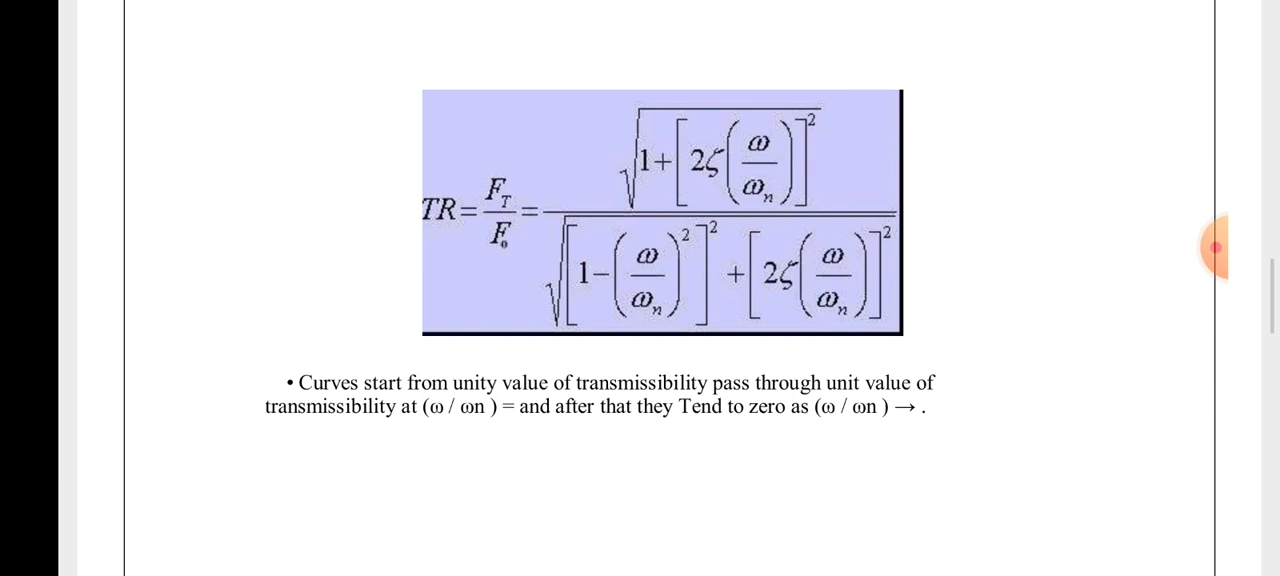 TR = F_T / F_0 = √(1+[2ζ(ω/ω_n)]²) / √([1−(ω/ω_n)²]² + [2ζ(ω/ω_n)]²)
• Curves start from unity value of transmissibility pass through unit value of
transmissibility at (ω / ωn ) = and after that they Tend to zero as (ω / ωn ) → .